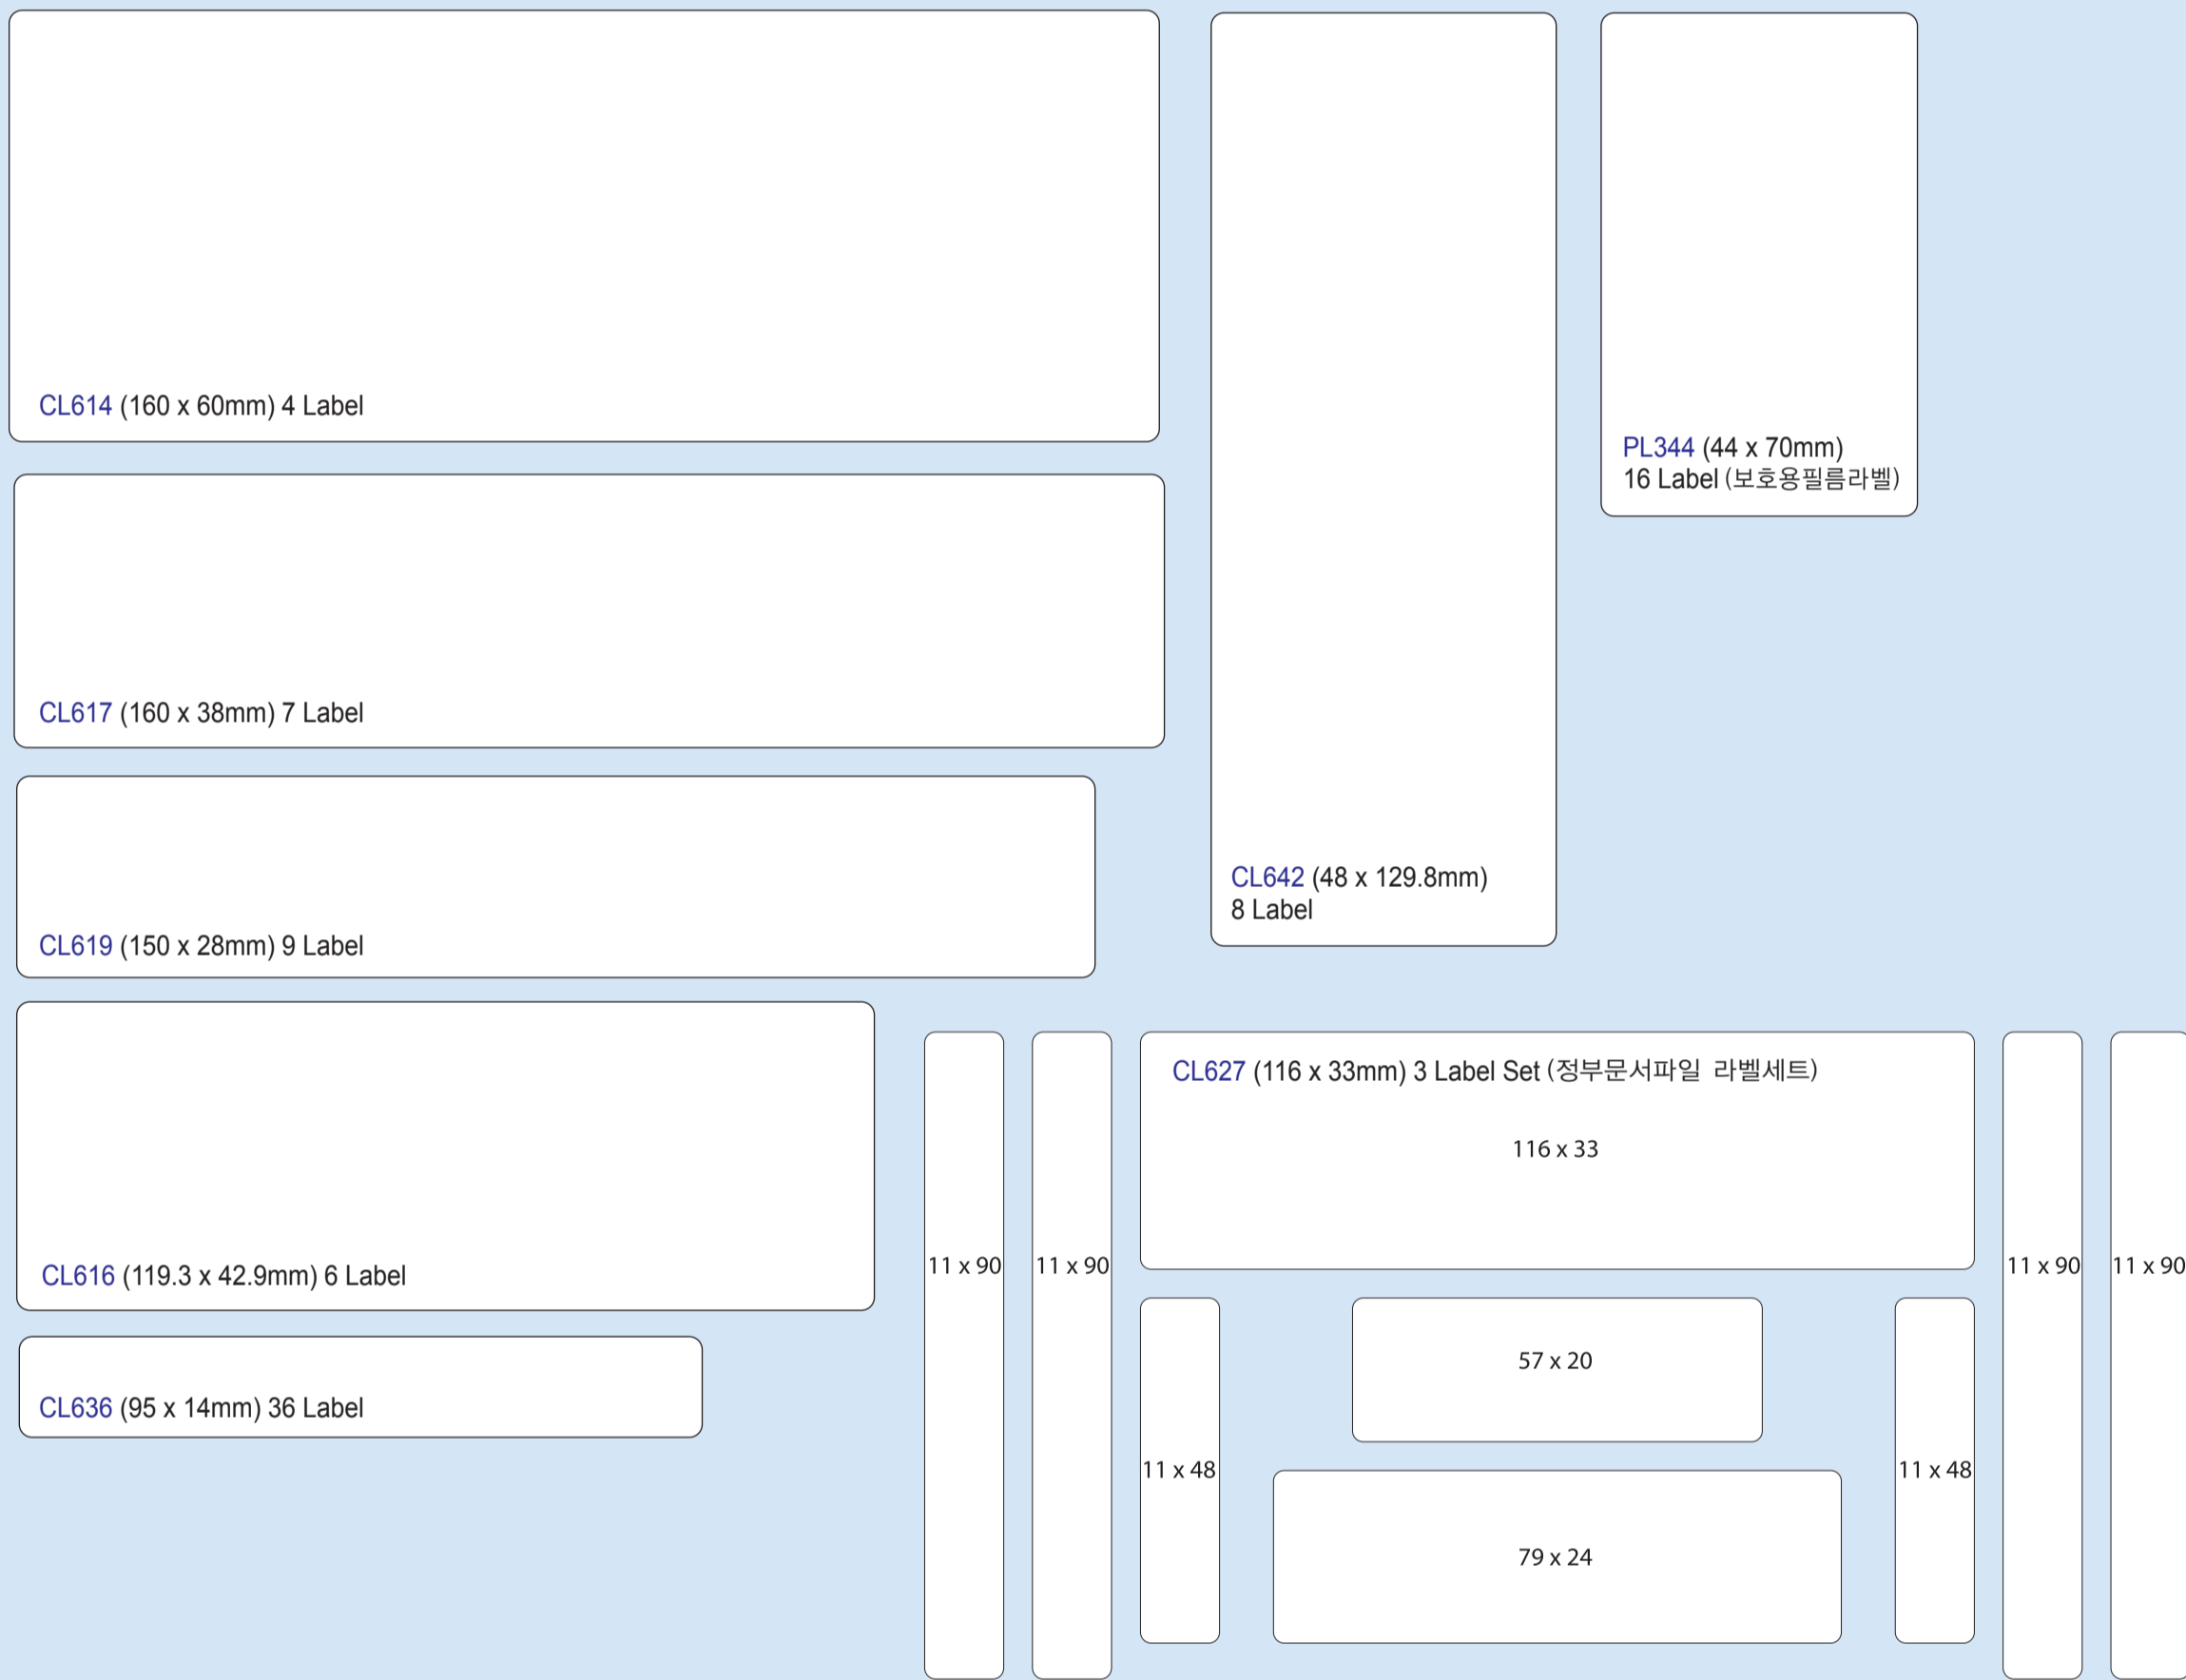 CL614 (160 x 60mm) 4 Label
CL617 (160 x 38mm) 7 Label
CL619 (150 x 28mm) 9 Label
CL616 (119.3 x 42.9mm) 6 Label
CL636 (95 x 14mm) 36 Label
CL642 (48 x 129.8mm)
8 Label
PL344 (44 x 70mm)
16 Label (보호용필름라벨)
CL627 (116 x 33mm) 3 Label Set (정부문서파일 라벨세트)
116 x 33
11 x 90
11 x 90
11 x 90
11 x 90
57 x 20
11 x 48
11 x 48
79 x 24